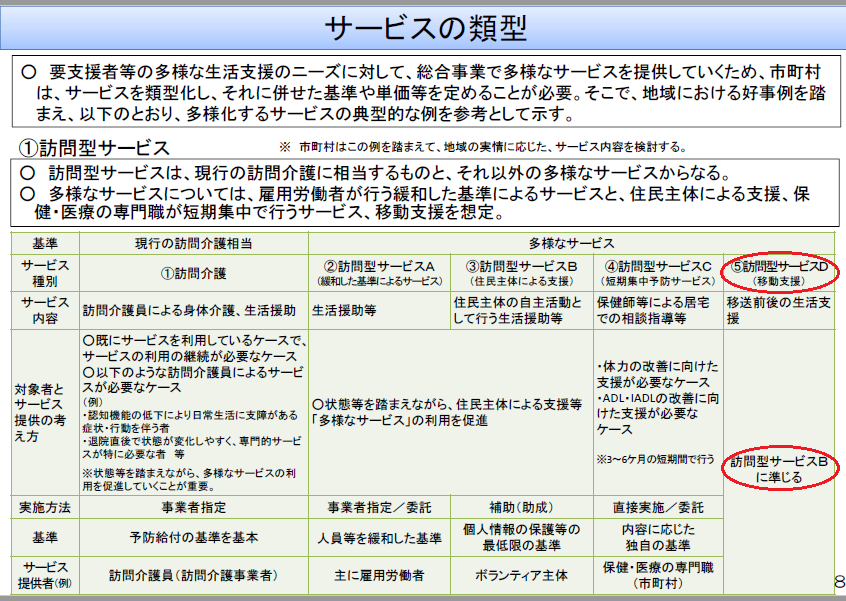 サービスの類型
○ 要支援者等の多様な生活支援のニーズに対して、総合事業で多様なサービスを提供していくため、市町村
は、サービスを類型化し、それに併せた基準や単価等を定めることが必要。そこで、地域における好事例を踏
まえ、以下のとおり、多様化するサービスの典型的な例を参考として示す。
①訪問型サービス
※ 市町村はこの例を踏まえて、地域の実情に応じた、サービス内容を検討する。
○ 訪問型サービスは、現行の訪問介護に相当するものと、それ以外の多様なサービスからなる。
○ 多様なサービスについては、雇用労働者が行う緩和した基準によるサービスと、住民主体による支援、保
健・医療の専門職が短期集中で行うサービス、移動支援を想定。
基準
現行の訪問介護相当
多様なサービス
サービス
種別
①訪問介護
②訪問型サービスA
(緩和した基準によるサービス)
③訪問型サービスB
(住民主体による支援)
④訪問型サービスC
(短期集中予防サービス)
⑤訪問型サービスD
(移動支援)
サービス
内容
訪問介護員による身体介護、生活援助
生活援助等
住民主体の自主活動と
して行う生活援助等
保健師等による居宅
での相談指導等
移送前後の生活支
援
対象者と
サービス
提供の考
え方
○既にサービスを利用しているケースで、
サービスの利用の継続が必要なケース
○以下のような訪問介護員によるサービ
スが必要なケース
(例)
・認知機能の低下により日常生活に支障がある
症状・行動を伴う者
・退院直後で状態が変化しやすく、専門的サービ
スが特に必要な者 等
※状態等を踏まえながら、多様なサービスの利
用を促進していくことが重要。
○状態等を踏まえながら、住民主体による支援等
「多様なサービス」の利用を促進
・体力の改善に向けた
支援が必要なケース
・ADL・IADLの改善に向
けた支援が必要な
ケース
※3~6ケ月の短期間で行う
訪問型サービスB
に準じる
実施方法
事業者指定
事業者指定/委託
補助(助成)
直接実施/委託
基準
予防給付の基準を基本
人員等を緩和した基準
個人情報の保護等の
最低限の基準
内容に応じた
独自の基準
サービス
提供者(例)
訪問介護員(訪問介護事業者)
主に雇用労働者
ボランティア主体
保健・医療の専門職
(市町村)
8